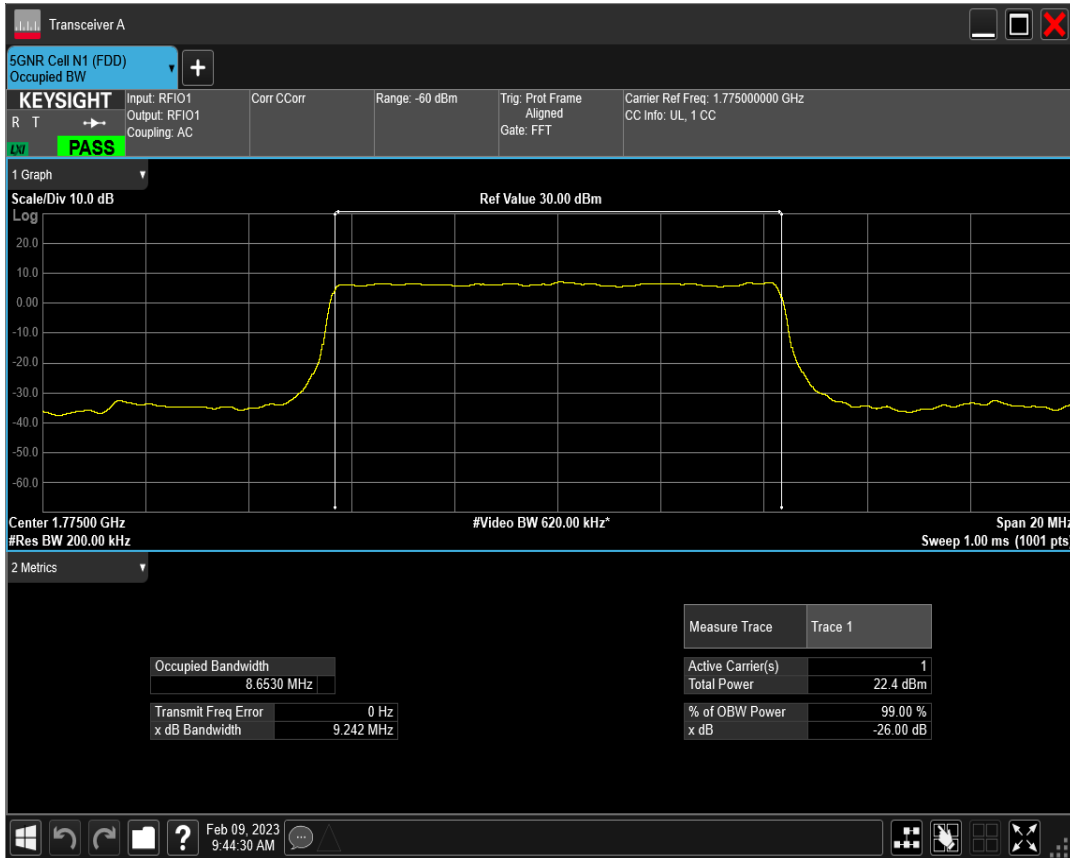 Transceiver A
5GNR Cell N1 (FDD)
Occupied BW
+
KEYSIGHT
R T
LXI
PASS
Input: RFIO1
Output: RFIO1
Coupling: AC
Corr CCorr
Range: -60 dBm
Trig: Prot Frame
Aligned
Gate: FFT
Carrier Ref Freq: 1.775000000 GHz
CC Info: UL, 1 CC
1 Graph
Scale/Div 10.0 dB
Ref Value 30.00 dBm
Log
20.0
10.0
0.00
-10.0
-20.0
-30.0
-40.0
-50.0
-60.0
Center 1.77500 GHz
#Video BW 620.00 kHz*
Span 20 MHz
#Res BW 200.00 kHz
Sweep 1.00 ms (1001 pts)
2 Metrics
Measure Trace Trace 1
Occupied Bandwidth
8.6530 MHz
Active Carrier(s) 1
Total Power 22.4 dBm
Transmit Freq Error 0 Hz
x dB Bandwidth 9.242 MHz
% of OBW Power 99.00 %
x dB -26.00 dB
?
Feb 09, 2023
9:44:30 AM